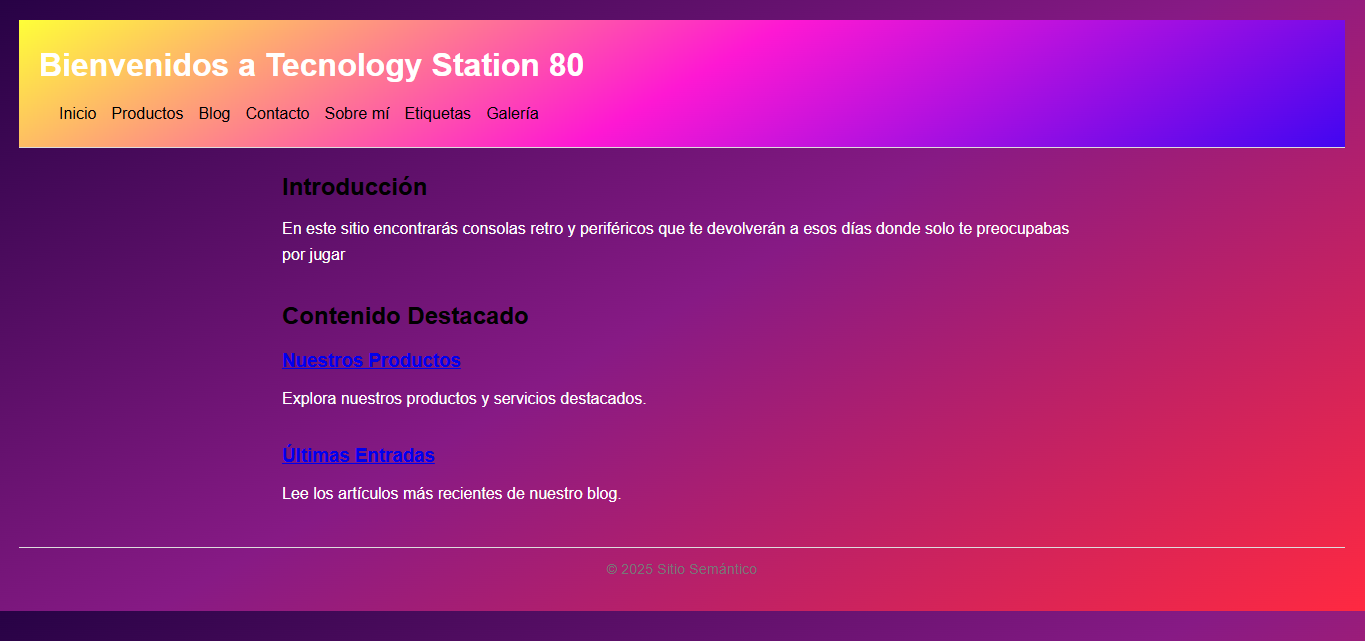 Bienvenidos a Tecnology Station 80
Inicio Productos Blog Contacto Sobre mí Etiquetas Galería
Introducción
En este sitio encontrarás consolas retro y periféricos que te devolverán a esos días donde solo te preocupabas
por jugar
Contenido Destacado
Nuestros Productos
Explora nuestros productos y servicios destacados.
Últimas Entradas
Lee los artículos más recientes de nuestro blog.
© 2025 Sitio Semántico